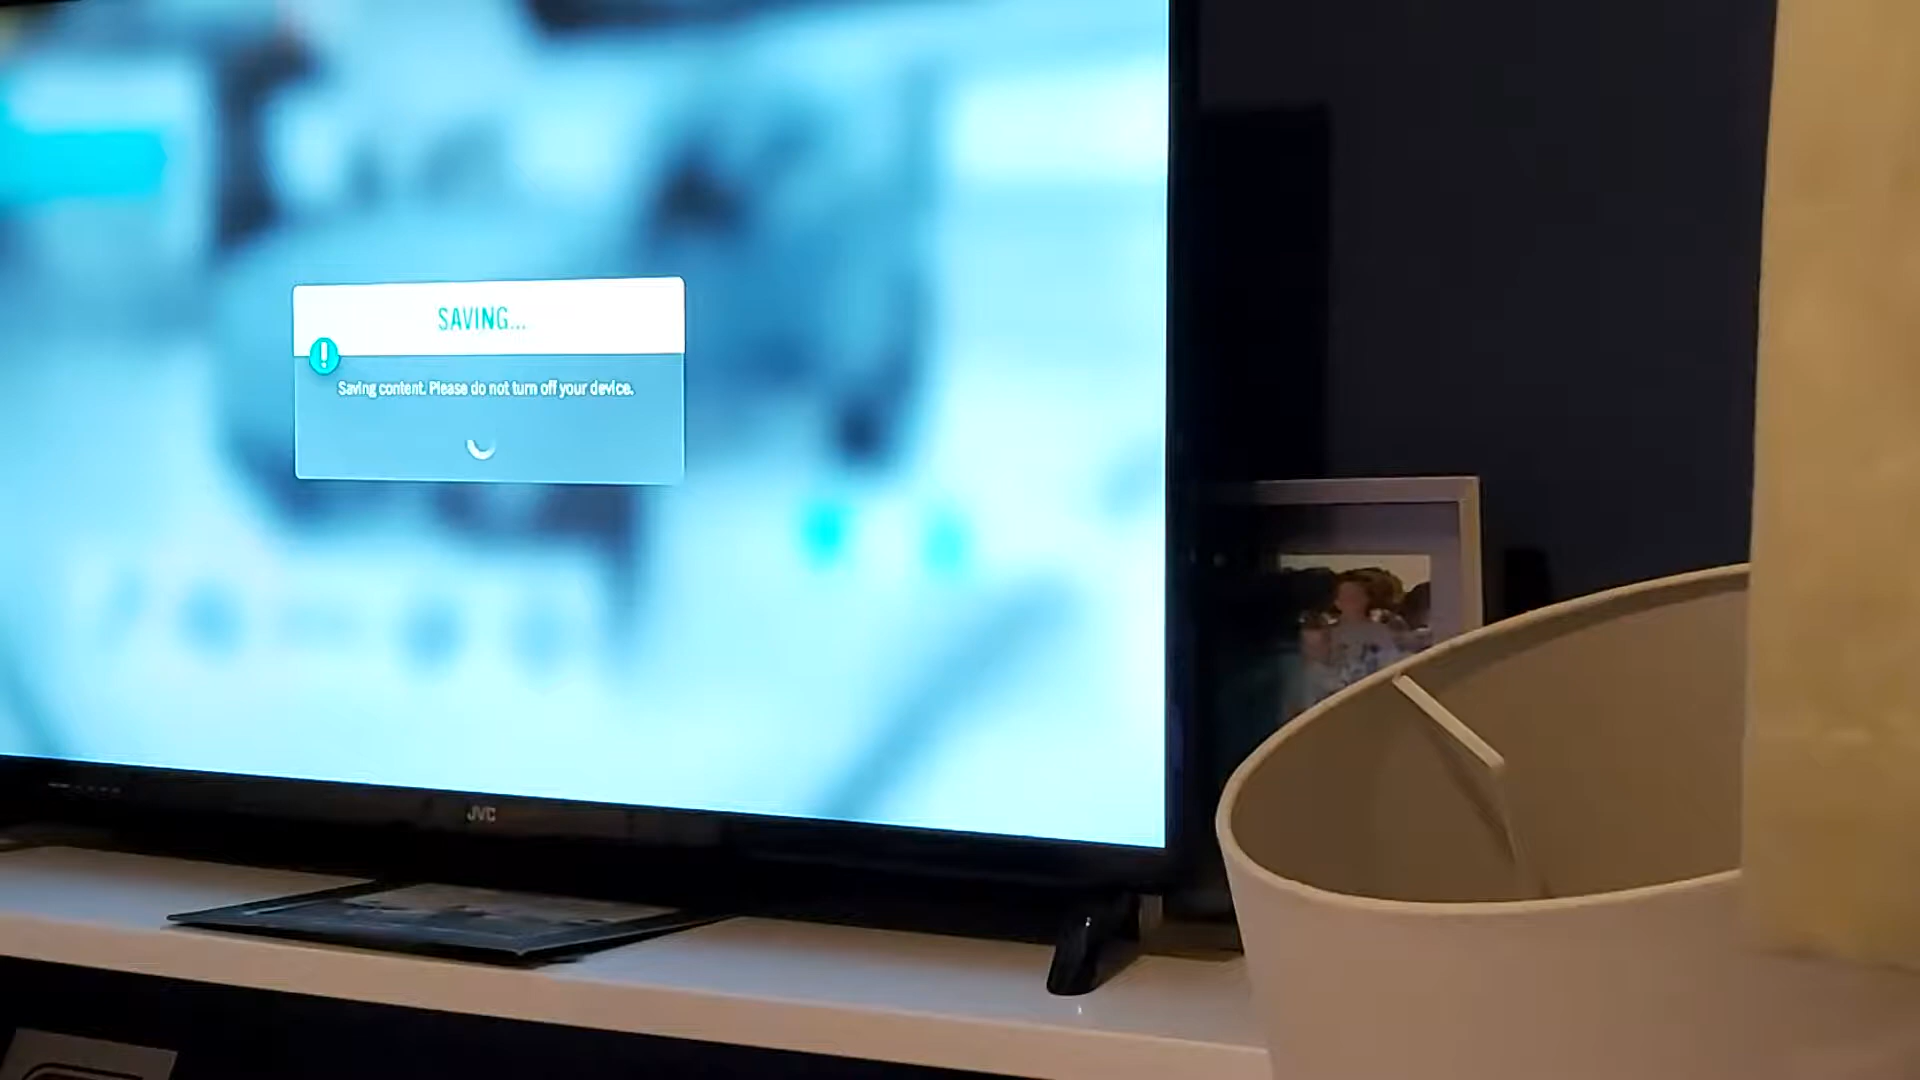 SAVING...
!
Saving content. Please do not turn off your device.
JVC